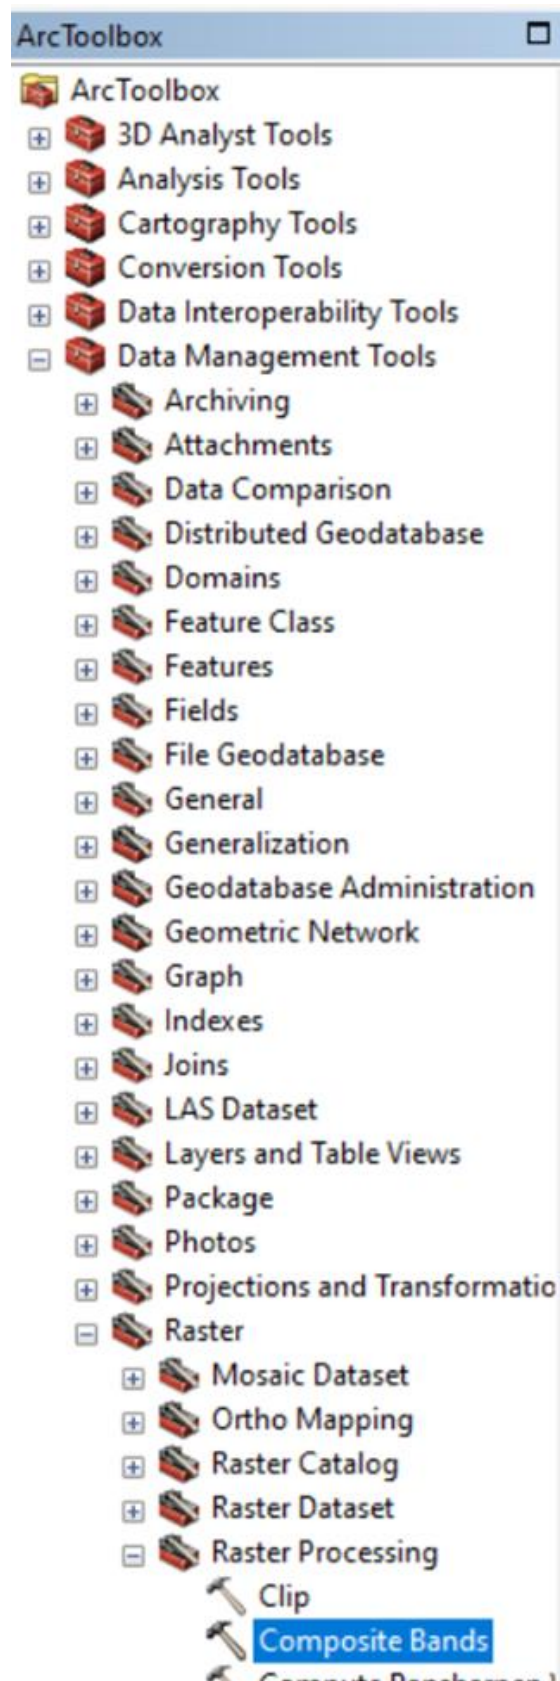 ArcToolbox
ArcToolbox
3D Analyst Tools
Analysis Tools
Cartography Tools
Conversion Tools
Data Interoperability Tools
Data Management Tools
Archiving
Attachments
Data Comparison
Distributed Geodatabase
Domains
Feature Class
Features
Fields
File Geodatabase
General
Generalization
Geodatabase Administration
Geometric Network
Graph
Indexes
Joins
LAS Dataset
Layers and Table Views
Package
Photos
Projections and Transformatio
Raster
Mosaic Dataset
Ortho Mapping
Raster Catalog
Raster Dataset
Raster Processing
Clip
Composite Bands